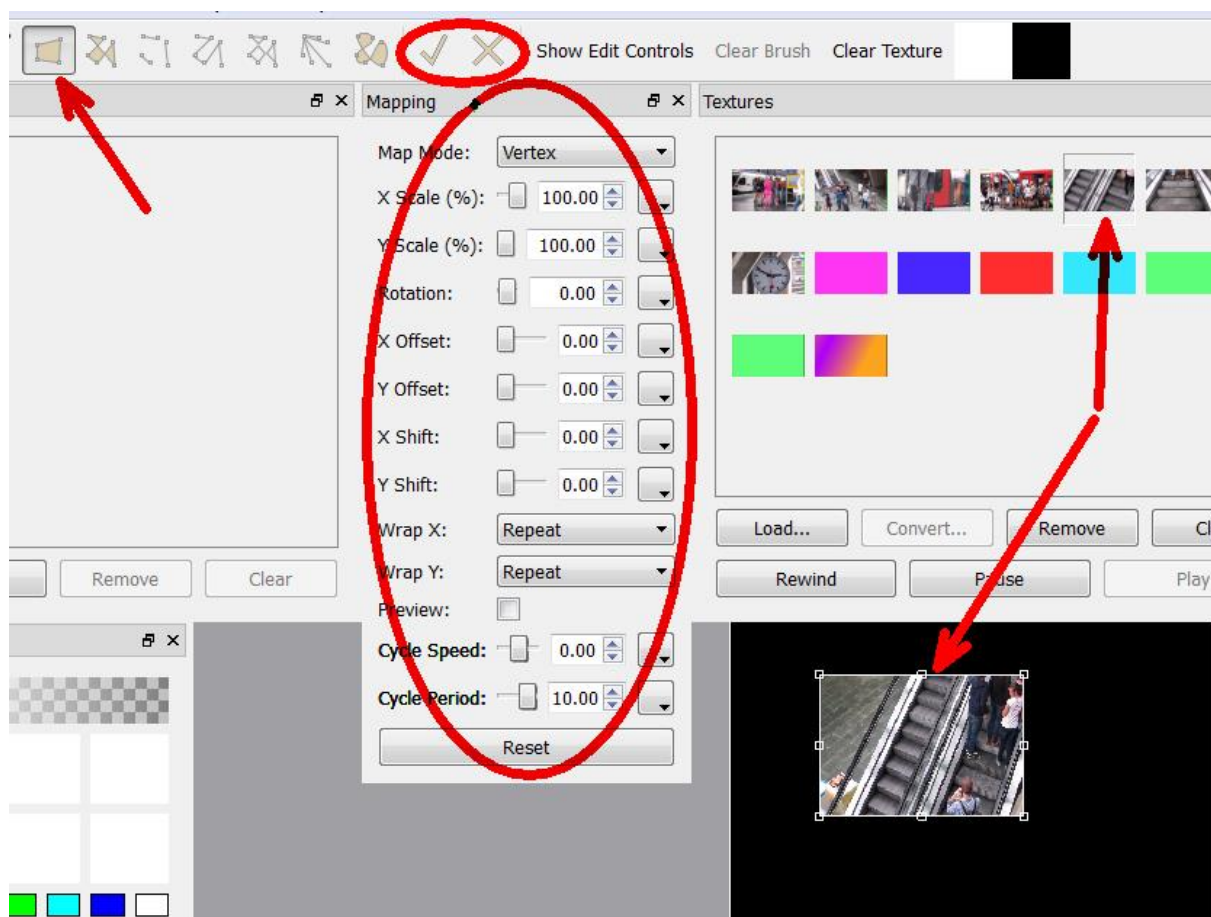 Show Edit Controls Clear Brush Clear Texture
Mapping Textures
Map Mode: Vertex
X Scale (%): 100.00
Y Scale (%): 100.00
Rotation: 0.00
X Offset: 0.00
Y Offset: 0.00
X Shift: 0.00
Y Shift: 0.00
Wrap X: Repeat
Load... Convert... Remove Cl
Wrap Y: Repeat
Remove Clear
Rewind Pause Play
Preview:
Cycle Speed: 0.00
Cycle Period: 10.00
Reset